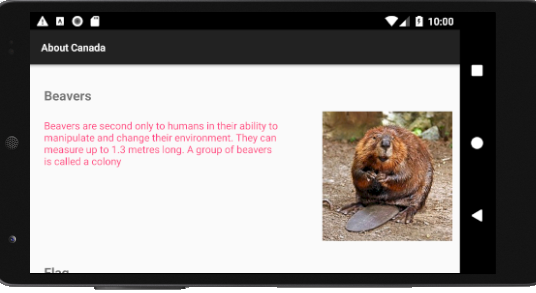 10:00
About Canada
Beavers
Beavers are second only to humans in their ability to
manipulate and change their environment. They can
measure up to 1.3 metres long. A group of beavers
is called a colony
Flag